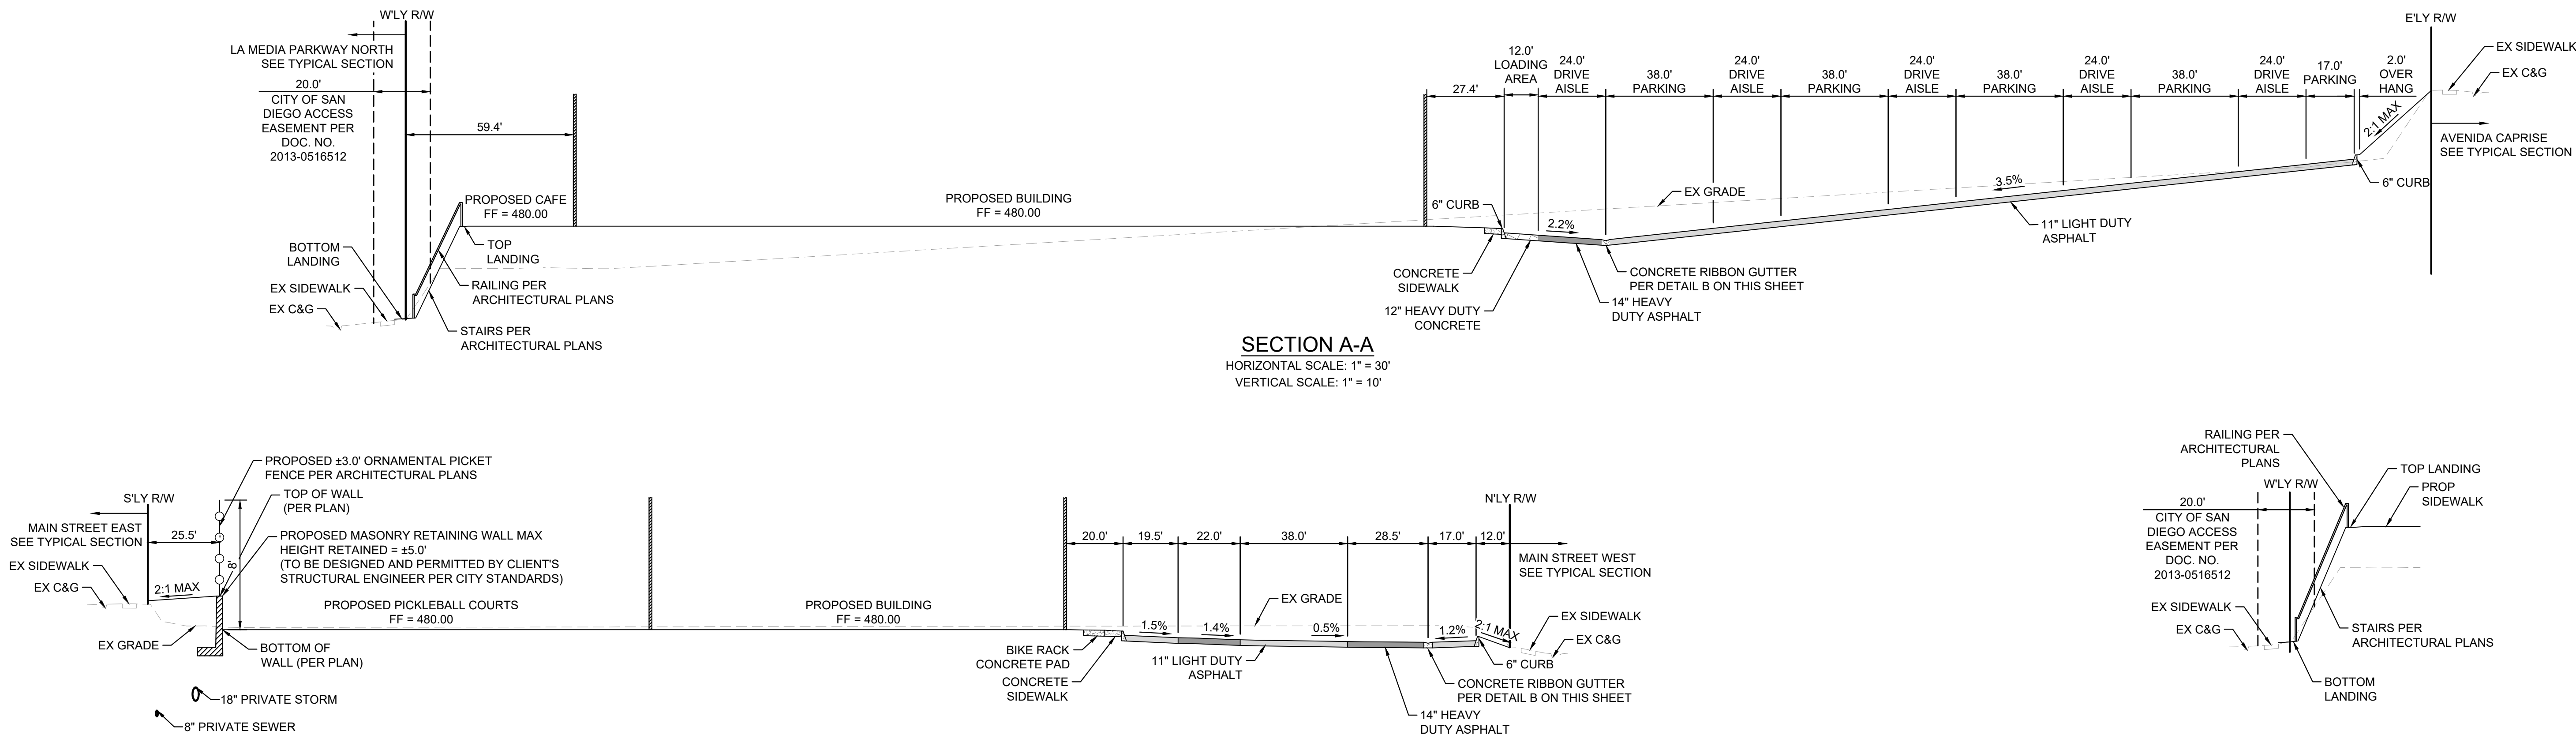 W'LY R/W
LA MEDIA PARKWAY NORTH
SEE TYPICAL SECTION
20.0'
CITY OF SAN
DIEGO ACCESS
EASEMENT PER
DOC. NO.
2013-0516512
59.4'
PROPOSED CAFE
FF = 480.00
BOTTOM
LANDING
EX SIDEWALK
EX C&G
TOP
LANDING
RAILING PER
ARCHITECTURAL PLANS
STAIRS PER
ARCHITECTURAL PLANS
PROPOSED BUILDING
FF = 480.00
27.4'
12.0'
LOADING
AREA
24.0'
DRIVE
AISLE
38.0'
PARKING
24.0'
DRIVE
AISLE
38.0'
PARKING
24.0'
DRIVE
AISLE
38.0'
PARKING
24.0'
DRIVE
AISLE
38.0'
PARKING
24.0'
DRIVE
AISLE
17.0'
PARKING
2.0'
OVER
HANG
E'LY R/W
EX SIDEWALK
EX C&G
2:1 MAX
AVENIDA CAPRISE
SEE TYPICAL SECTION
6" CURB
EX GRADE
3.5%
11" LIGHT DUTY
ASPHALT
6" CURB
2.2%
CONCRETE
SIDEWALK
12" HEAVY DUTY
CONCRETE
CONCRETE RIBBON GUTTER
PER DETAIL B ON THIS SHEET
14" HEAVY
DUTY ASPHALT
SECTION A-A
HORIZONTAL SCALE: 1" = 30'
VERTICAL SCALE: 1" = 10'
S'LY R/W
MAIN STREET EAST
SEE TYPICAL SECTION
25.5'
EX SIDEWALK
EX C&G
2:1 MAX
EX GRADE
PROPOSED ±3.0' ORNAMENTAL PICKET
FENCE PER ARCHITECTURAL PLANS
TOP OF WALL
(PER PLAN)
PROPOSED MASONRY RETAINING WALL MAX
HEIGHT RETAINED = ±5.0'
(TO BE DESIGNED AND PERMITTED BY CLIENT'S
STRUCTURAL ENGINEER PER CITY STANDARDS)
8'
PROPOSED PICKLEBALL COURTS
FF = 480.00
BOTTOM OF
WALL (PER PLAN)
18" PRIVATE STORM
8" PRIVATE SEWER
PROPOSED BUILDING
FF = 480.00
20.0'
19.5'
22.0'
38.0'
28.5'
17.0'
12.0'
N'LY R/W
MAIN STREET WEST
SEE TYPICAL SECTION
EX GRADE
1.5%
1.4%
0.5%
1.2%
2:1 MAX
EX SIDEWALK
EX C&G
6" CURB
BIKE RACK
CONCRETE PAD
CONCRETE
SIDEWALK
11" LIGHT DUTY
ASPHALT
CONCRETE RIBBON GUTTER
PER DETAIL B ON THIS SHEET
14" HEAVY
DUTY ASPHALT
RAILING PER
ARCHITECTURAL
PLANS
TOP LANDING
PROP
SIDEWALK
W'LY R/W
20.0'
CITY OF SAN
DIEGO ACCESS
EASEMENT PER
DOC. NO.
2013-0516512
EX SIDEWALK
EX C&G
STAIRS PER
ARCHITECTURAL PLANS
BOTTOM
LANDING